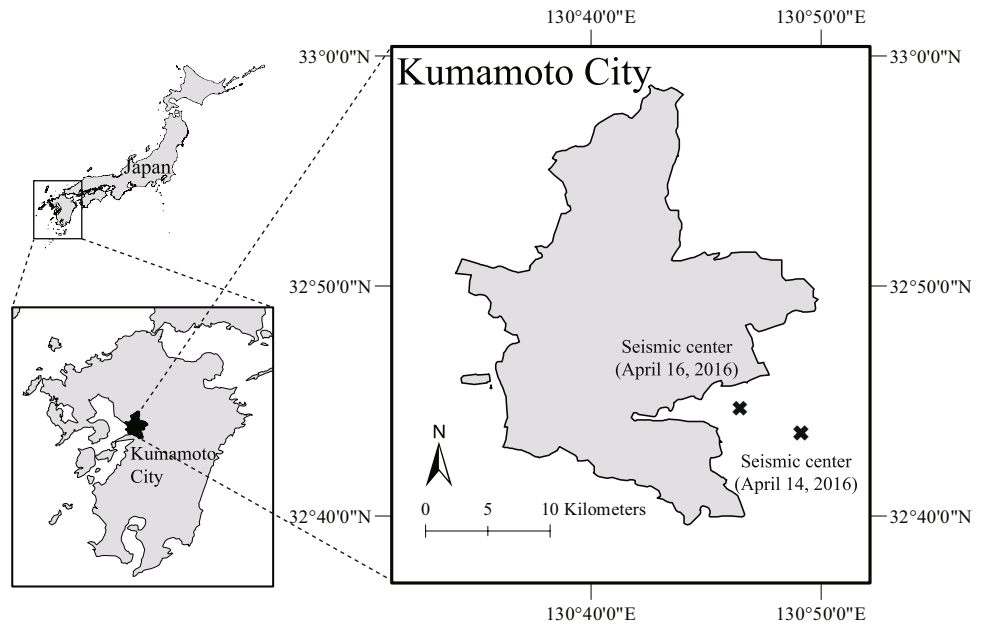 130°40'0"E
130°50'0"E
33°0'0"N
33°0'0"N
Kumamoto City
Japan
32°50'0"N
32°50'0"N
Seismic center
(April 16, 2016)
Kumamoto
City
N
Seismic center
(April 14, 2016)
0
5
10 Kilometers
32°40'0"N
32°40'0"N
130°40'0"E
130°50'0"E